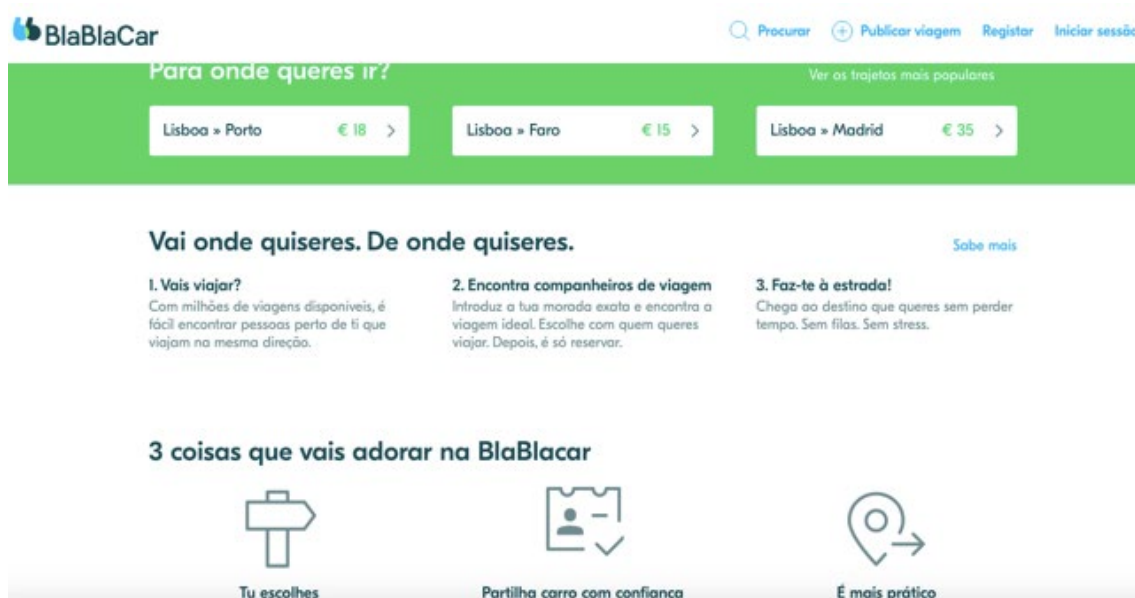 BlaBlaCar
Procurar Publicar viagem Registar Iniciar sessão
Para onde queres ir?
Ver os trajetos mais populares
Lisboa » Porto € 18
Lisboa » Faro € 15
Lisboa » Madrid € 35
Vai onde quiseres. De onde quiseres.
Sabe mais
1. Vais viajar?
Com milhões de viagens disponíveis, é
fácil encontrar pessoas perto de ti que
viajam na mesma direção.
2. Encontra companheiros de viagem
Introduz a tua morada exata e encontra a
viagem ideal. Escolhe com quem queres
viajar. Depois, é só reservar.
3. Faz-te à estrada!
Chega ao destino que queres sem perder
tempo. Sem filas. Sem stress.
3 coisas que vais adorar na BlaBlacar
Tu escolhes
Partilha carro com confiança
É mais prático